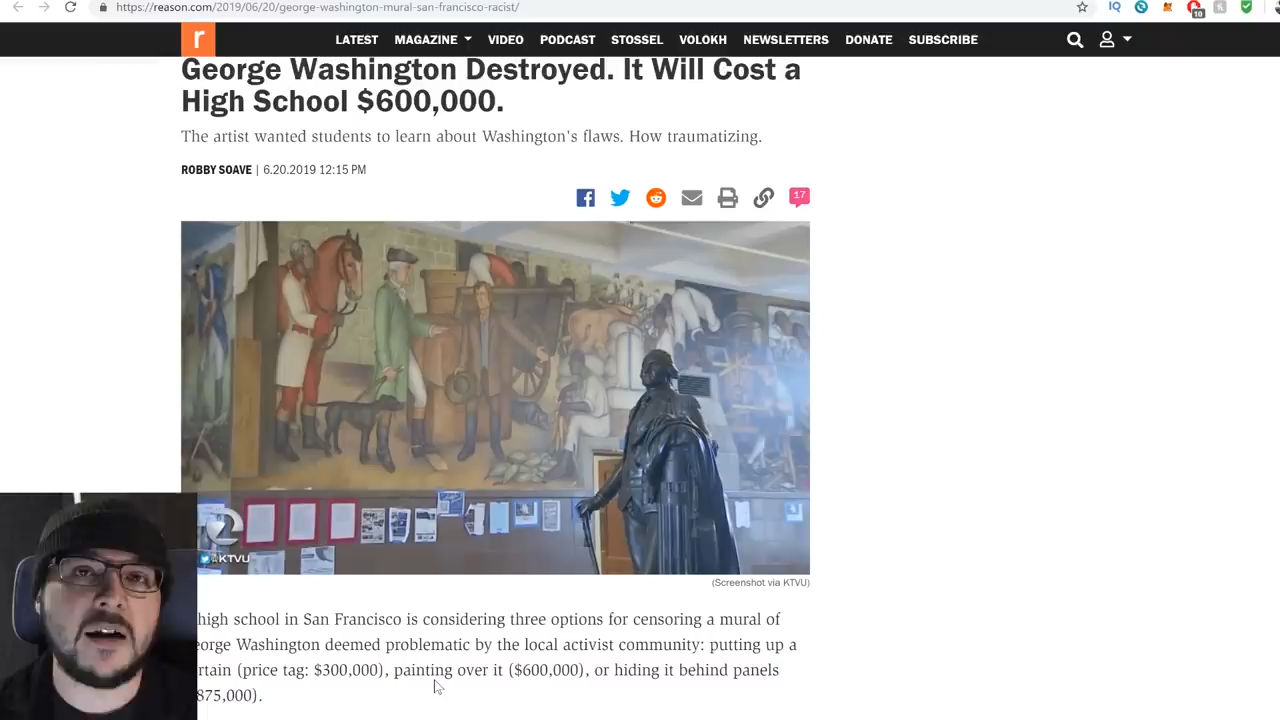 https://reason.com/2019/06/20/george-washington-mural-san-francisco-racist/
IQ
10
r
LATEST MAGAZINE VIDEO PODCAST STOSSEL VOLOKH NEWSLETTERS DONATE SUBSCRIBE
George Washington Destroyed. It Will Cost a
High School $600,000.
The artist wanted students to learn about Washington's flaws. How traumatizing.
ROBBY SOAVE | 6.20.2019 12:15 PM
17
2
KTVU
(Screenshot via KTVU)
high school in San Francisco is considering three options for censoring a mural of
eorge Washington deemed problematic by the local activist community: putting up a
rtain (price tag: $300,000), painting over it ($600,000), or hiding it behind panels
875,000).